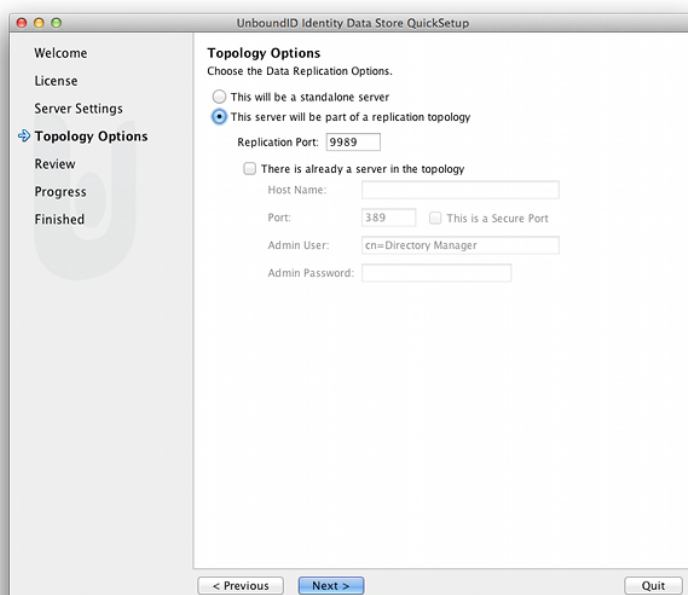 UnboundID Identity Data Store QuickSetup
Welcome
License
Server Settings
Topology Options
Review
Progress
Finished
Topology Options
Choose the Data Replication Options.
This will be a standalone server
This server will be part of a replication topology
Replication Port: 9989
There is already a server in the topology
Host Name:
Port: 389 This is a Secure Port
Admin User: cn=Directory Manager
Admin Password:
< Previous Next > Quit